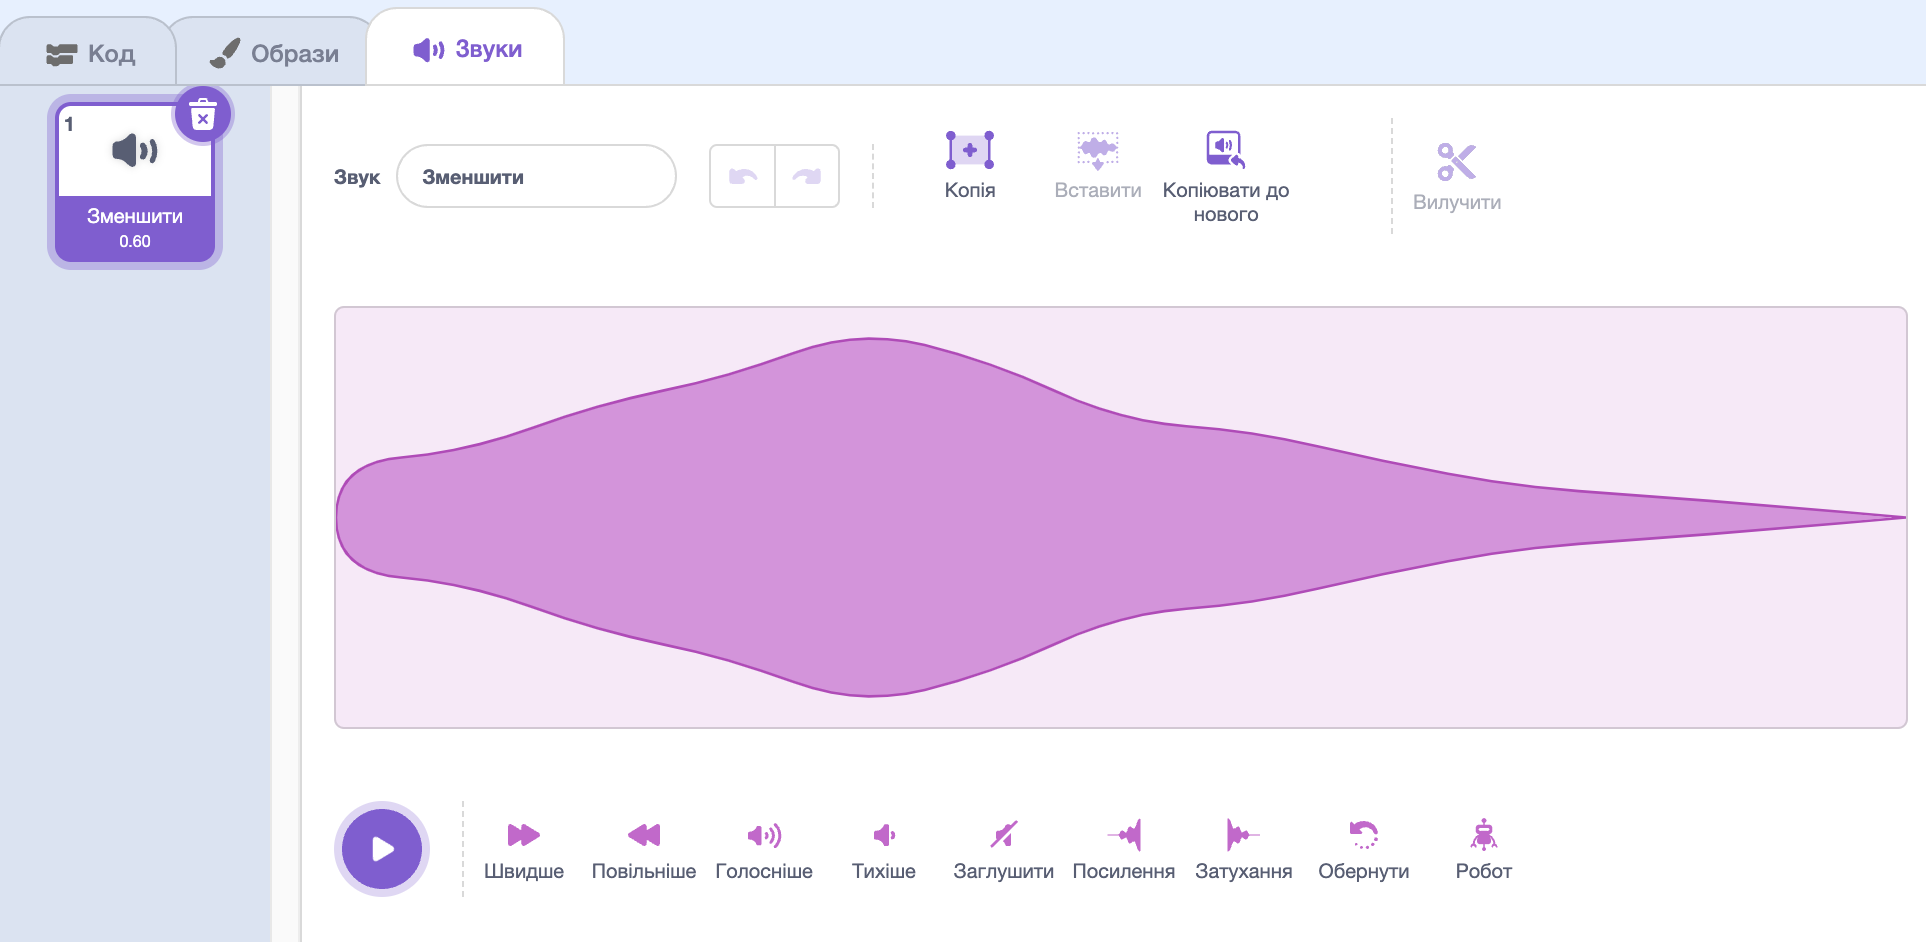 Код
Образи
Звуки
1
Зменшити
0.60
Звук
Зменшити
Копія
Вставити
Копіювати до
нового
Вилучити
Швидше
Повільніше
Голосніше
Тихіше
Заглушити
Посилення
Затухання
Обернути
Робот